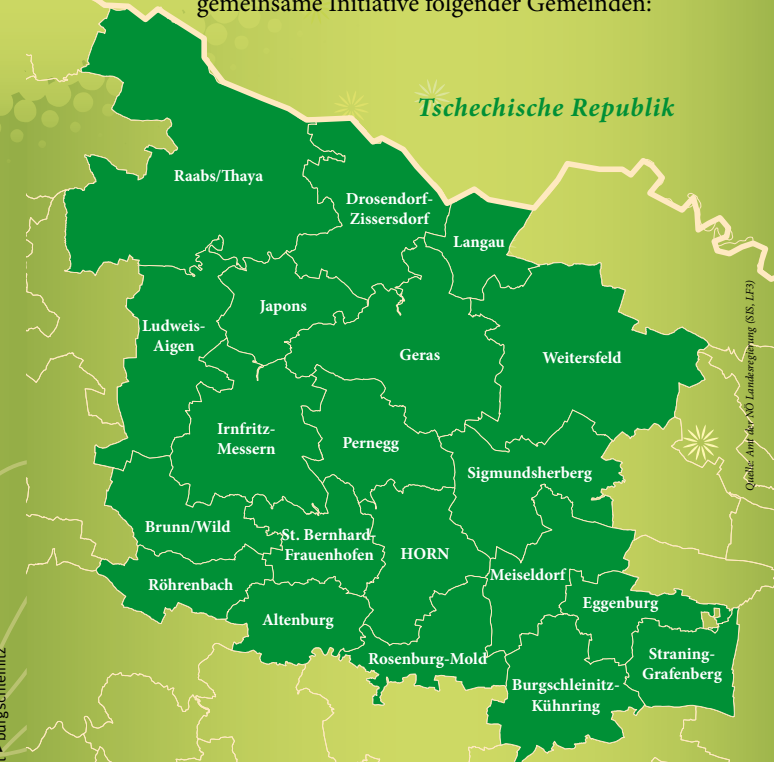 gemeinsame Initiative folgender Gemeinden:
Tschechische Republik
Raabs/Thaya
Drosendorf-
Zissersdorf
Langau
Japons
Ludweis-
Aigen
Geras
Weitersfeld
Irnfritz-
Messern
Pernegg
Sigmundsherberg
Brunn/Wild
St. Bernhard-
Frauenhofen
HORN
Meiseldorf
Röhrenbach
Eggenburg
Altenburg
Rosenburg-Mold
Straning-
Grafenberg
Burgschleinitz-
Kühnring
Quelle: Amt der NÖ Landesregierung (SIS, LF3)
Burgschleinitz